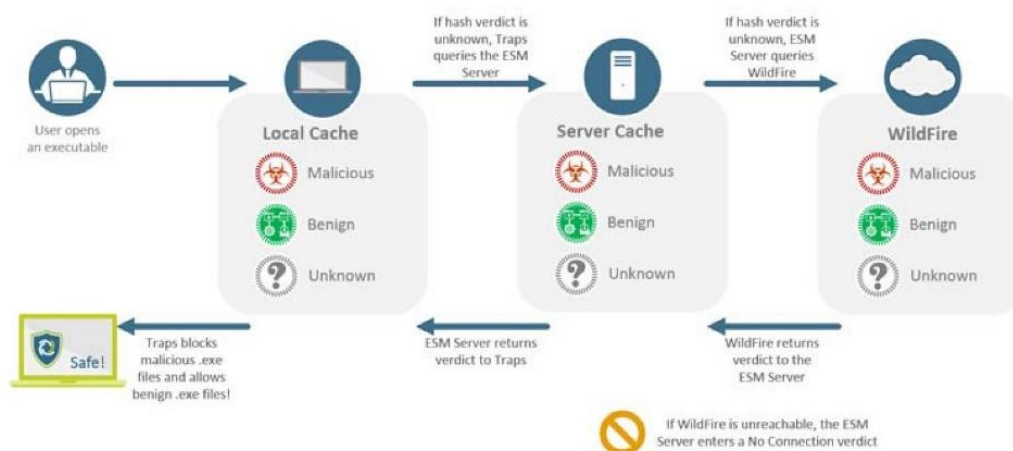 If hash verdict is
unknown, Traps
queries the ESM
Server
If hash verdict is
unknown, ESM
Server queries
WildFire
User opens
an executable
Local Cache
Malicious
Benign
Unknown
Server Cache
Malicious
Benign
Unknown
WildFire
Malicious
Benign
Unknown
Safe!
Traps blocks
malicious .exe
files and allows
benign .exe files!
ESM Server returns
verdict to Traps
WildFire returns
verdict to the
ESM Server
If WildFire is unreachable, the ESM
Server enters a No Connection verdict